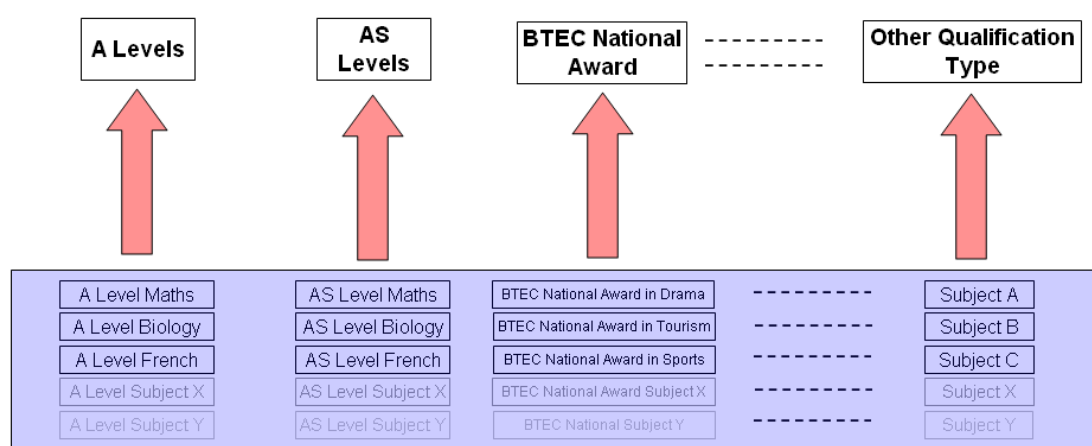 A Levels
AS
Levels
BTEC National
Award
Other Qualification
Type
A Level Maths
AS Level Maths
BTEC National Award in Drama
Subject A
A Level Biology
AS Level Biology
BTEC National Award in Tourism
Subject B
A Level French
AS Level French
BTEC National Award in Sports
Subject C
A Level Subject X
AS Level Subject X
BTEC National Award Subject X
Subject X
A Level Subject Y
AS Level Subject Y
BTEC National Subject Y
Subject Y